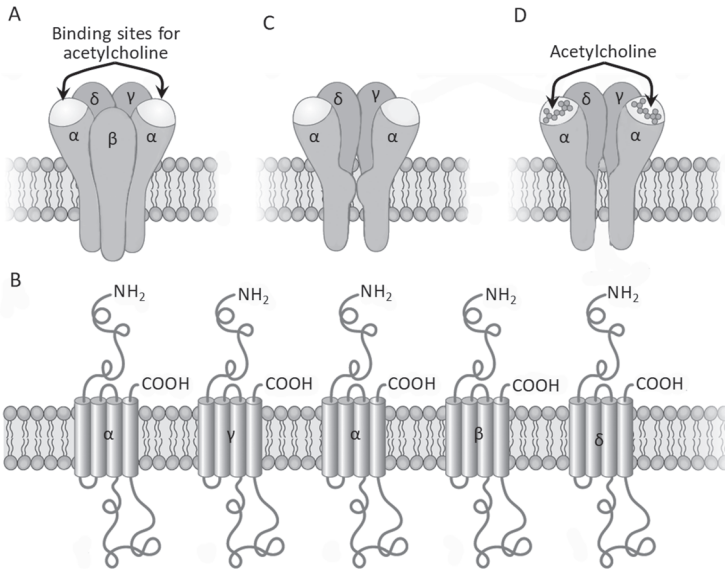 A
Binding sites for
acetylcholine
δ γ
α β α
C
δ γ
α α
D
Acetylcholine
δ γ
α α
B
NH2 NH2 NH2 NH2 NH2
COOH COOH COOH COOH COOH
α γ α β δ